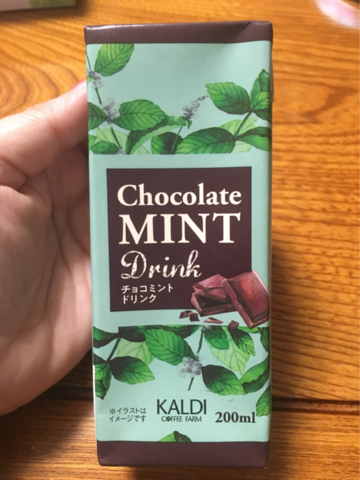 Chocolate
MINT
Drink
チョコミント
ドリンク
※イラストは
イメージです
KALDI
COFFEE FARM
200ml